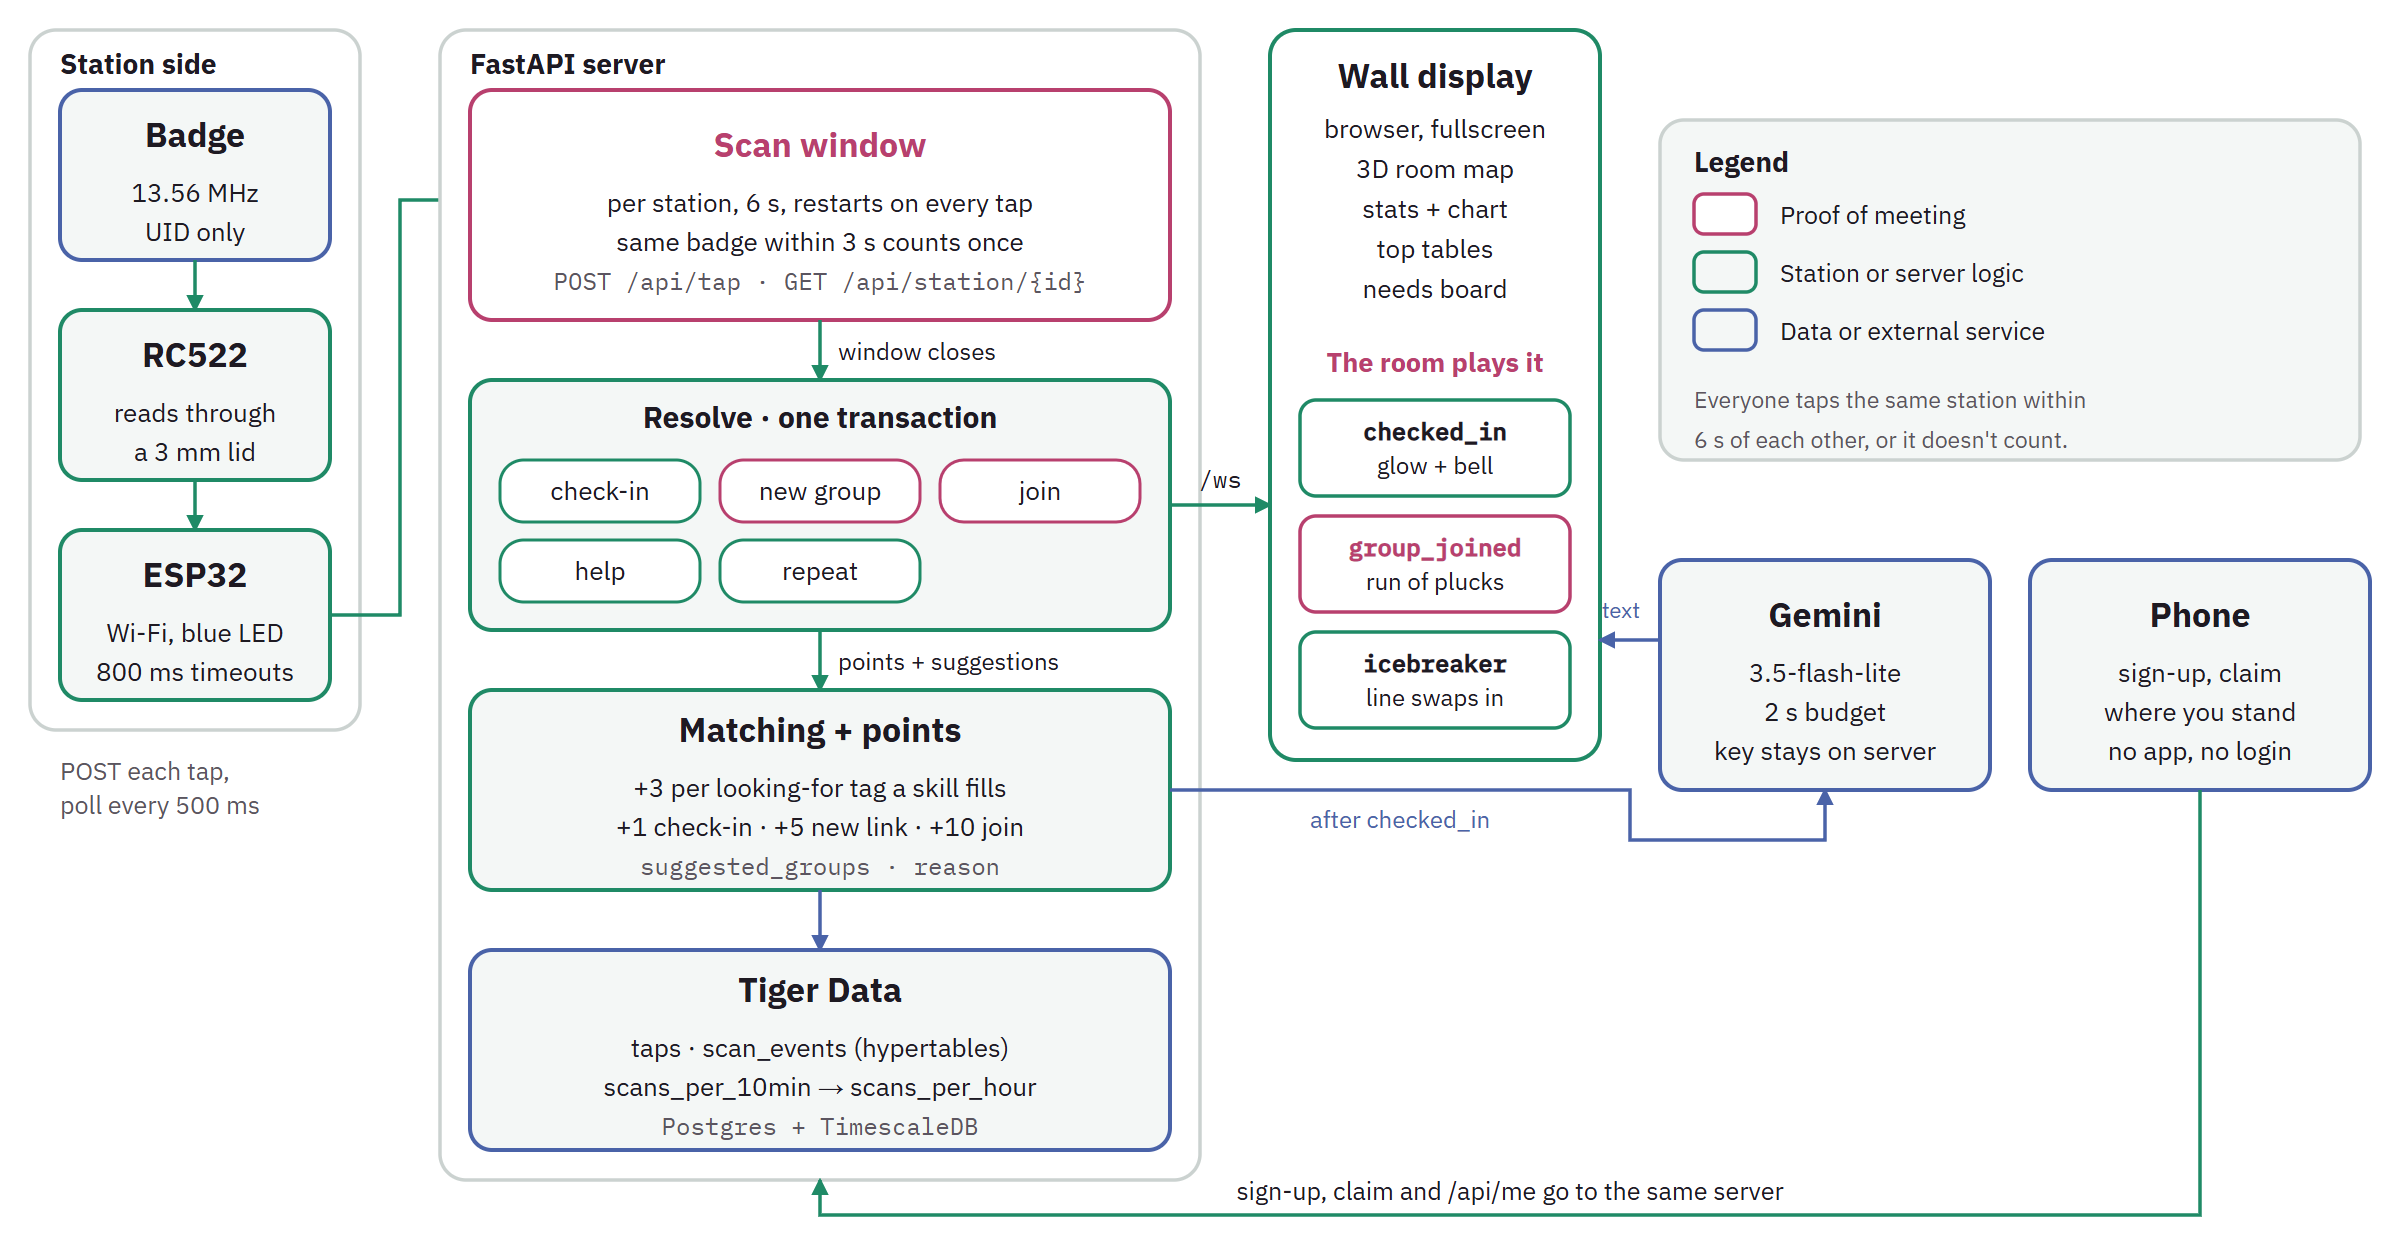 Station side
Badge
13.56 MHz
UID only
RC522
reads through
a 3 mm lid
ESP32
Wi-Fi, blue LED
800 ms timeouts
POST each tap,
poll every 500 ms
FastAPI server
Scan window
per station, 6 s, restarts on every tap
same badge within 3 s counts once
POST /api/tap · GET /api/station/{id}
window closes
Resolve · one transaction
check-in
new group
join
help
repeat
points + suggestions
Matching + points
+3 per looking-for tag a skill fills
+1 check-in · +5 new link · +10 join
suggested_groups · reason
Tiger Data
taps · scan_events (hypertables)
scans_per_10min → scans_per_hour
Postgres + TimescaleDB
/ws
Wall display
browser, fullscreen
3D room map
stats + chart
top tables
needs board
The room plays it
checked_in
glow + bell
group_joined
run of plucks
icebreaker
line swaps in
text
after checked_in
Legend
Proof of meeting
Station or server logic
Data or external service
Everyone taps the same station within
6 s of each other, or it doesn't count.
Gemini
3.5-flash-lite
2 s budget
key stays on server
Phone
sign-up, claim
where you stand
no app, no login
sign-up, claim and /api/me go to the same server